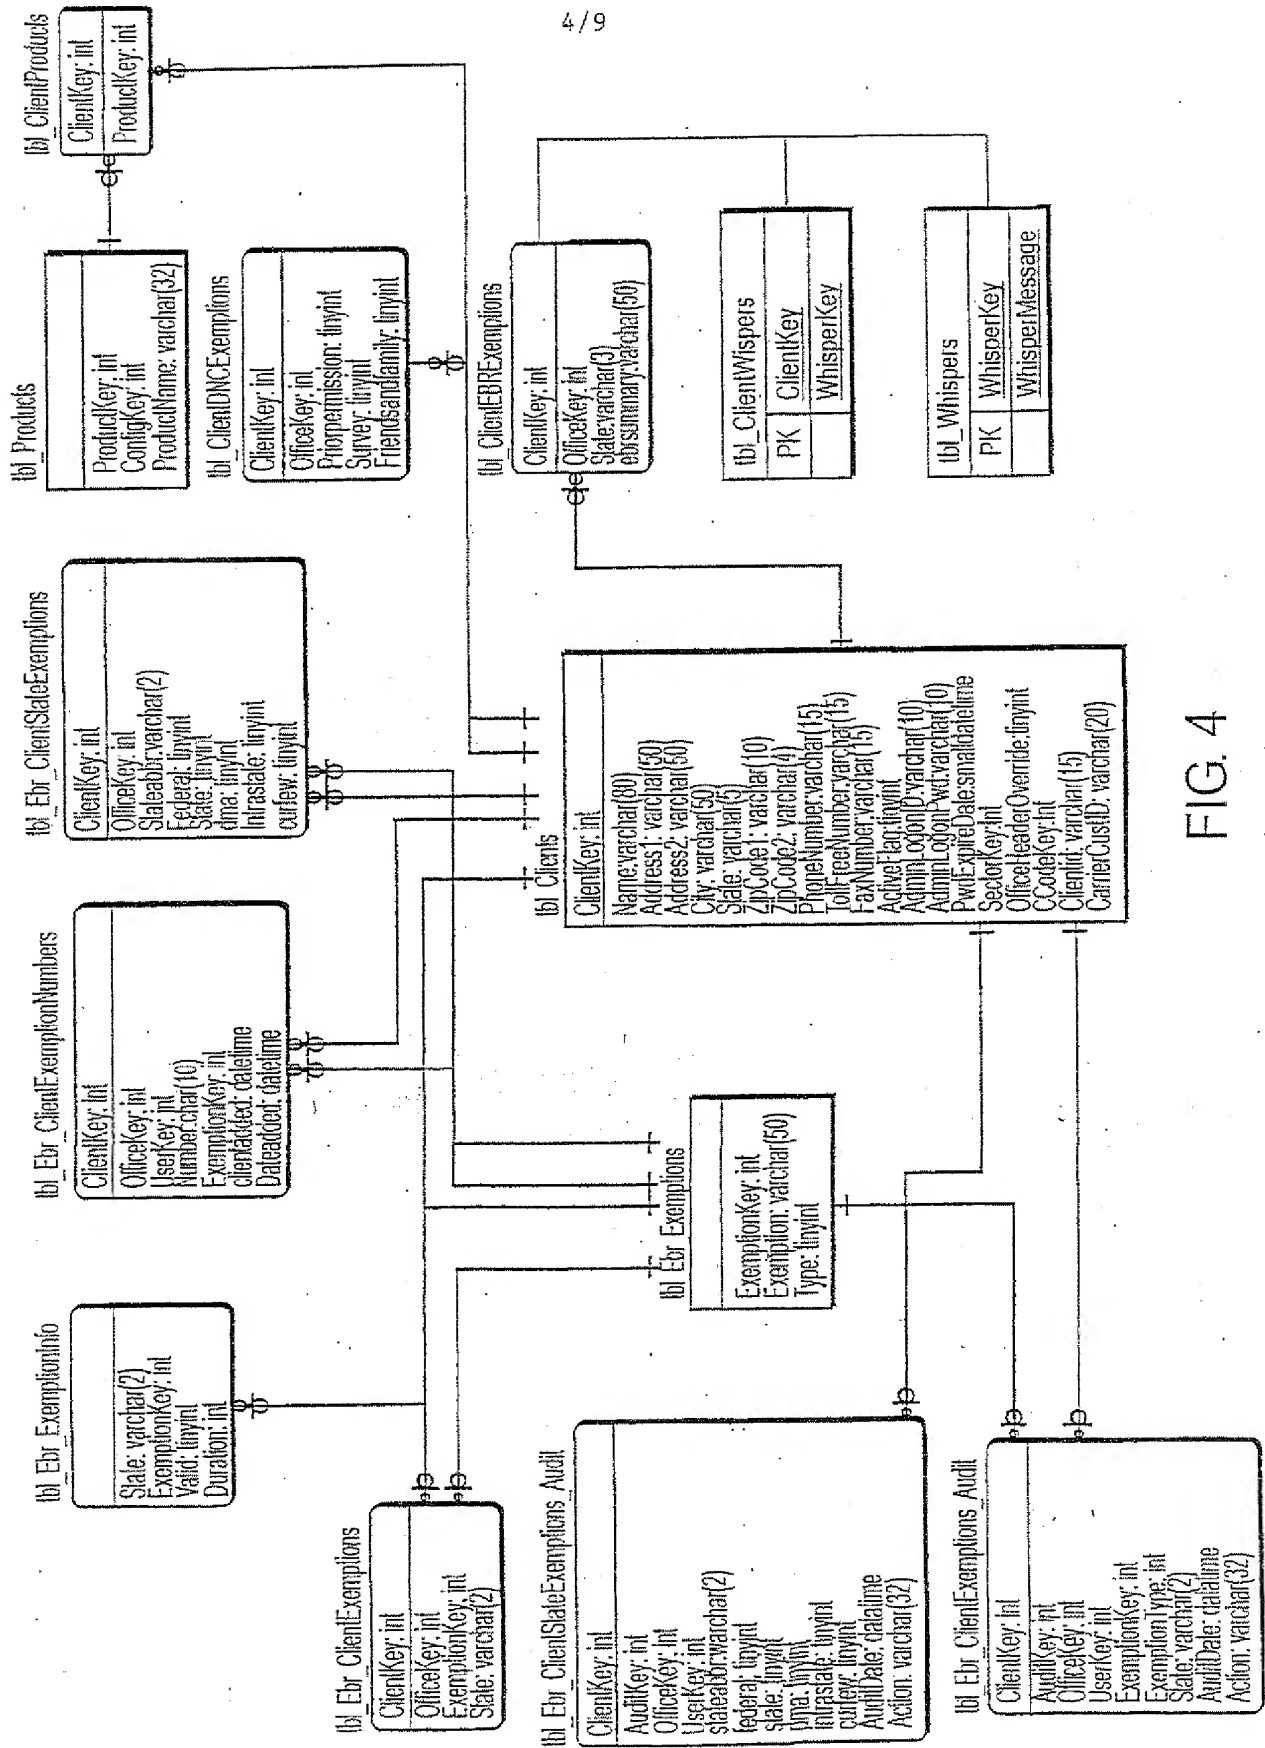 4/9
tbl_Ebr_ExemptionInfo
State: varchar(2)
ExemptionKey: int
Valid: tinyint
Duration: int
tbl_Ebr_ClientExemptionNumbers
ClientKey: int
OfficeKey: int
UserKey: int
Number:char(10)
ExemptionKey: int
clientadded: datetime
Dateadded: datetime
tbl_Ebr_ClientStateExemptions
ClientKey: int
OfficeKey: int
Stateabbr:varchar(2)
Federal: tinyint
State: tinyint
dma: tinyint
Intrastate: tinyint
curfew: tinyint
tbl_Products
ProductKey: int
ConfigKey: int
ProductName: varchar(32)
tbl_ClientProducts
ClientKey: int
ProductKey: int
tbl_ClientDNCExemptions
ClientKey: int
OfficeKey: int
Priorpermission: tinyint
Survey: tinyint
Friendsandfamily: tinyint
tbl_Ebr_ClientExemptions
ClientKey: int
OfficeKey: int
ExemptionKey: int
State: varchar(2)
tbl_ClientEBRExemptions
ClientKey: int
OfficeKey: int
State:varchar(3)
ebrsummary:varchar(50)
tbl_Ebr_Exemptions
ExemptionKey: int
Exemption: varchar(50)
Type: tinyint
tbl_Clients
ClientKey: int
Name:varchar(80)
Address1: varchar(50)
Address2: varchar(50)
City: varchar(50)
State: varchar(5)
ZipCode1: varchar(10)
ZipCode2: varchar(4)
PhoneNumber:varchar(15)
TollFreeNumber:varchar(15)
FaxNumber:varchar(15)
ActiveFlag:tinyint
AdminLogonID:varchar(10)
AdminLogonPwd:varchar(10)
PwdExpireDate:smalldatetime
SectorKey:int
OfficeHeaderOverride:tinyint
CCodeKey:int
Clientid: varchar(15)
CarrierCustID: varchar(20)
tbl_ClientWispers
PK ClientKey
WhisperKey
tbl_Whispers
PK WhisperKey
WhisperMessage
tbl_Ebr_ClientStateExemptions_Audit
ClientKey: int
AuditKey: int
OfficeKey: int
UserKey: int
stateabbr:varchar(2)
federal: tinyint
state: tinyint
dma: tinyint
intrastate: tinyint
curfew: tinyint
AuditDate: datatime
Action: varchar(32)
tbl_Ebr_ClientExemptions_Audit
ClientKey: int
AuditKey: int
OfficeKey: int
UserKey: int
ExemptionKey: int
ExemptionType: int
State: varchar(2)
AuditDate: datatime
Action: varchar(32)
FIG. 4